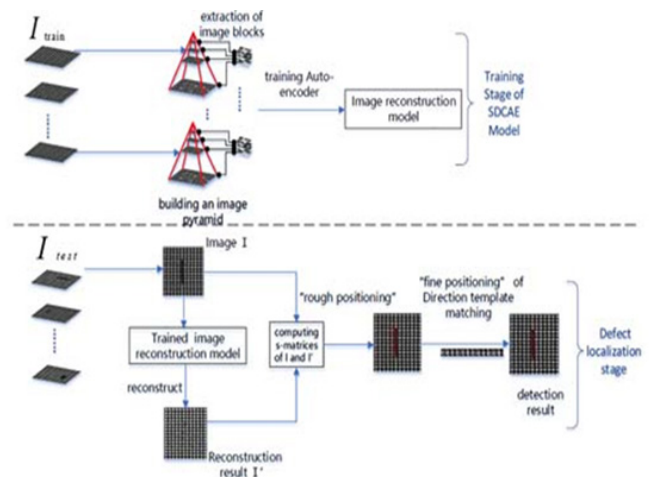 I train
extraction of
image blocks
training Auto-
encoder
Image reconstruction
model
Training
Stage of
SDCAE
Model
building an image
pyramid
I test
Image I
Trained image
reconstruction model
reconstruct
Reconstruction
result I'
computing
s-matrices
of I and I'
"rough positioning"
"fine positioning" of
Direction template
matching
detection
result
Defect
localization
stage